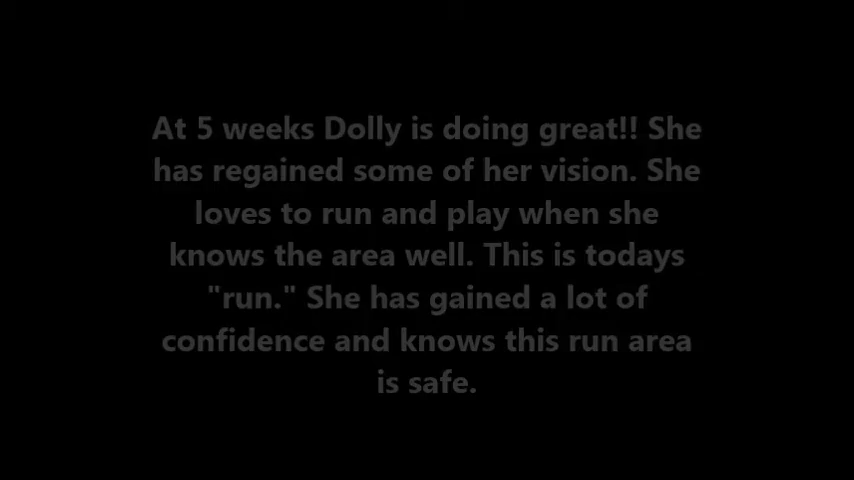 At 5 weeks Dolly is doing great!! She
has regained some of her vision. She
loves to run and play when she
knows the area well. This is todays
"run." She has gained a lot of
confidence and knows this run area
is safe.